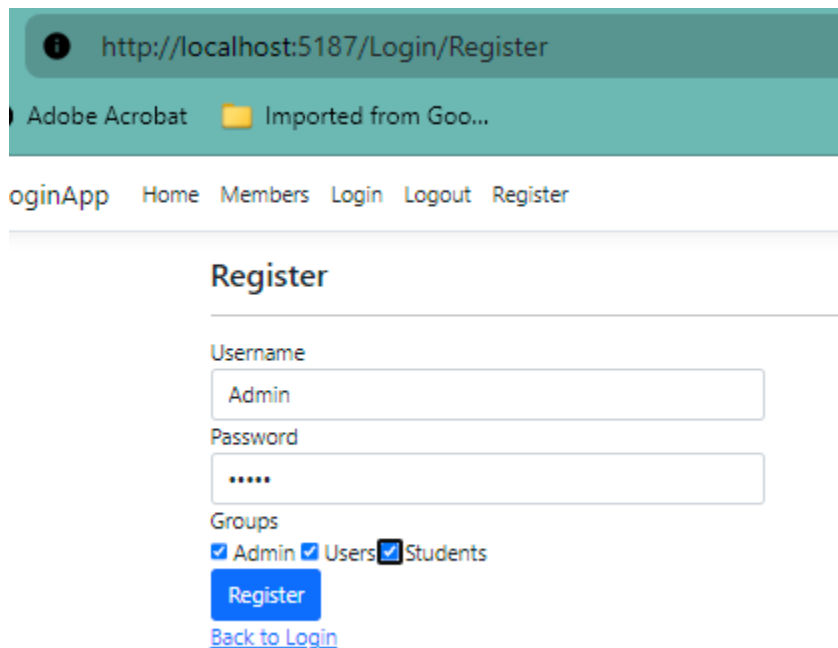 http://localhost:5187/Login/Register
Adobe Acrobat Imported from Goo...
oginApp Home Members Login Logout Register
Register
Username
Admin
Password
•••••
Groups
Admin Users Students
Register
Back to Login